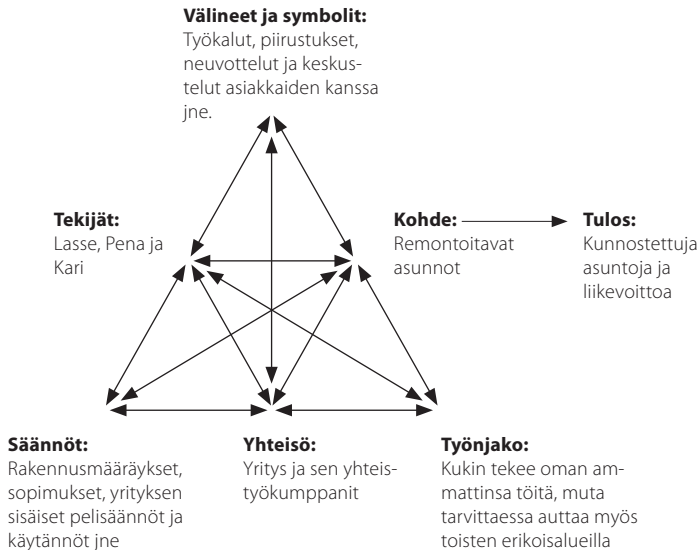 Välineet ja symbolit:
Työkalut, piirustukset,
neuvottelut ja keskus-
telut asiakkaiden kanssa
jne.
Tekijät:
Lasse, Pena ja
Kari
Kohde:
Remontoitavat
asunnot
Tulos:
Kunnostettuja
asuntoja ja
liikevoittoa
Säännöt:
Rakennusmääräykset,
sopimukset, yrityksen
sisäiset pelisäännöt ja
käytännöt jne
Yhteisö:
Yritys ja sen yhteis-
työkumppanit
Työnjako:
Kukin tekee oman am-
mattinsa töitä, muta
tarvittaessa auttaa myös
toisten erikoisalueilla